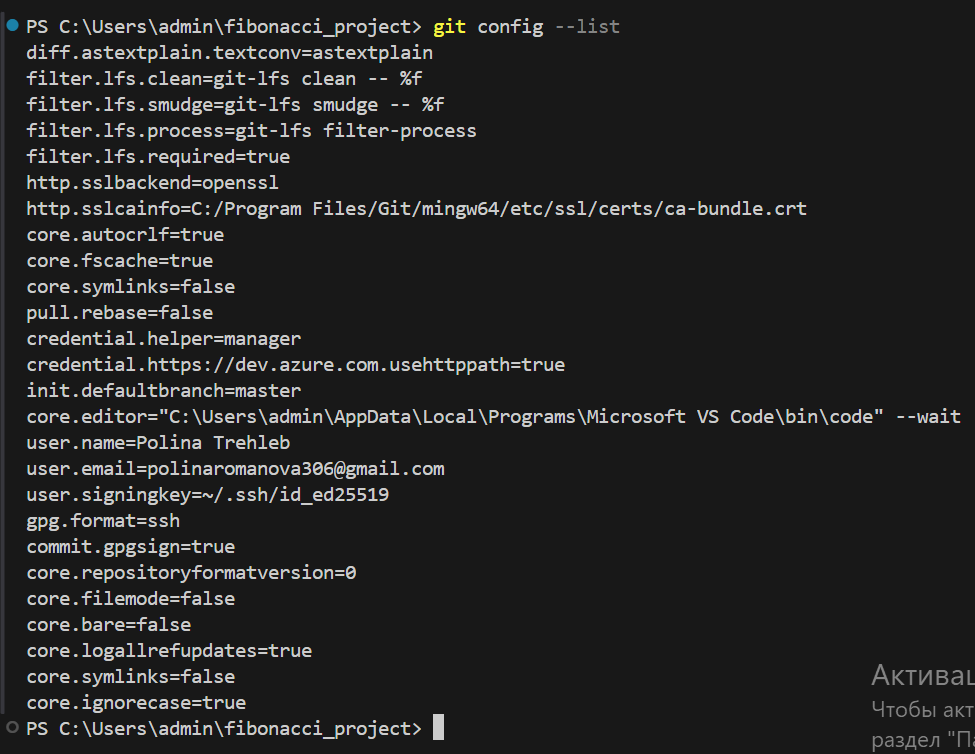 PS C:\Users\admin\fibonacci_project> git config --list
diff.astextplain.textconv=astextplain
filter.lfs.clean=git-lfs clean -- %f
filter.lfs.smudge=git-lfs smudge -- %f
filter.lfs.process=git-lfs filter-process
filter.lfs.required=true
http.sslbackend=openssl
http.sslcainfo=C:/Program Files/Git/mingw64/etc/ssl/certs/ca-bundle.crt
core.autocrlf=true
core.fscache=true
core.symlinks=false
pull.rebase=false
credential.helper=manager
credential.https://dev.azure.com.usehttppath=true
init.defaultbranch=master
core.editor="C:\Users\admin\AppData\Local\Programs\Microsoft VS Code\bin\code" --wait
user.name=Polina Trehleb
user.email=polinaromanova306@gmail.com
user.signingkey=~/.ssh/id_ed25519
gpg.format=ssh
commit.gpgsign=true
core.repositoryformatversion=0
core.filemode=false
core.bare=false
core.logallrefupdates=true
core.symlinks=false
core.ignorecase=true
PS C:\Users\admin\fibonacci_project>
Чтобы
раздел